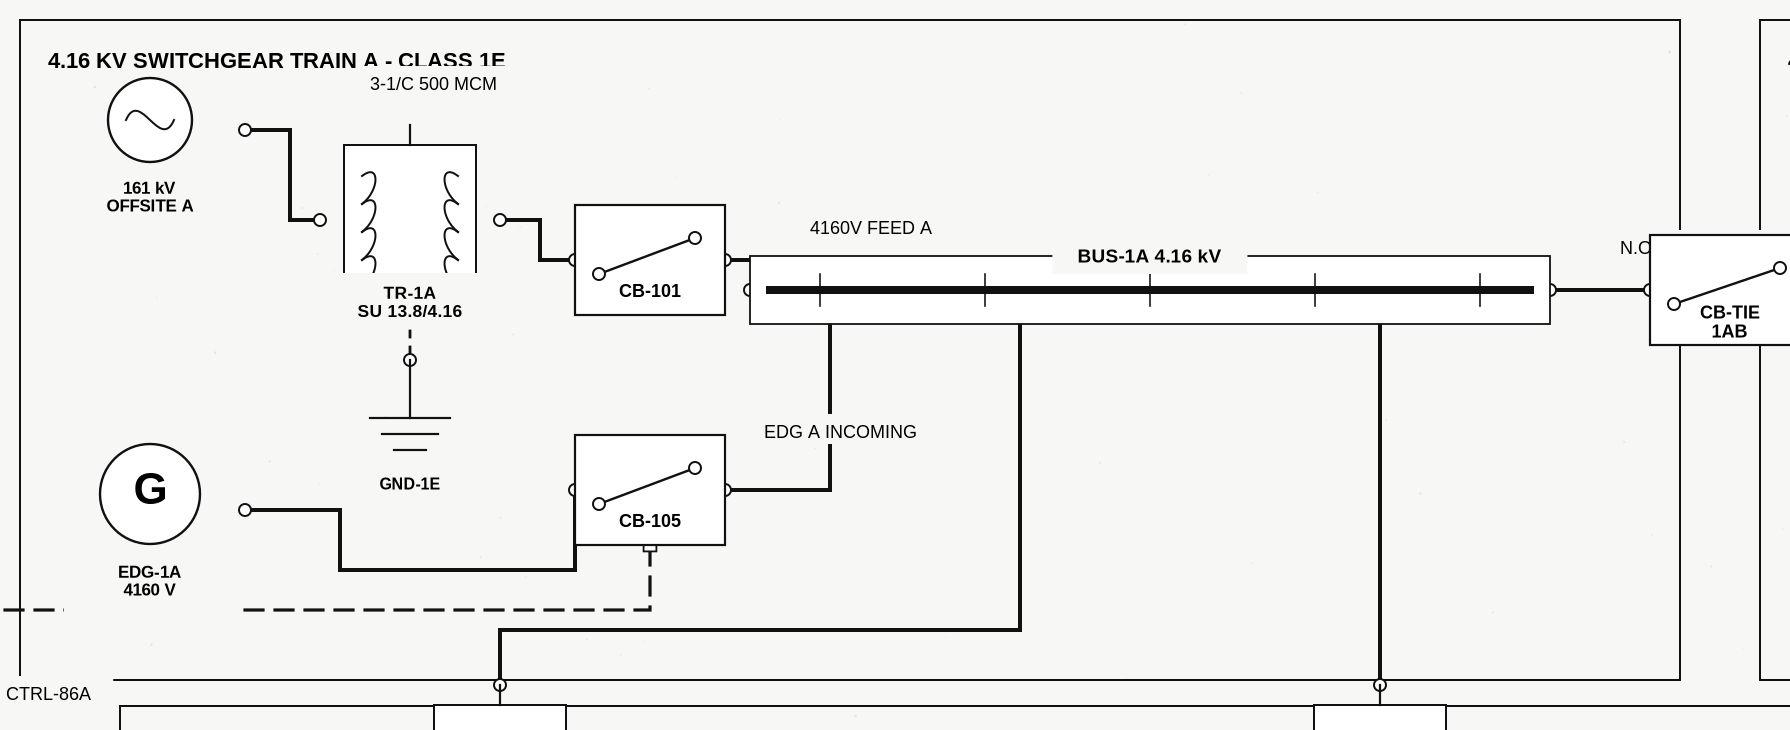 4.16 KV SWITCHGEAR TRAIN A - CLASS 1E
3-1/C 500 MCM
161 kV
OFFSITE A
4160V FEED A
BUS-1A 4.16 kV
N.O
CB-101
TR-1A
SU 13.8/4.16
CB-TIE
1AB
EDG A INCOMING
G
GND-1E
CB-105
EDG-1A
4160 V
CTRL-86A